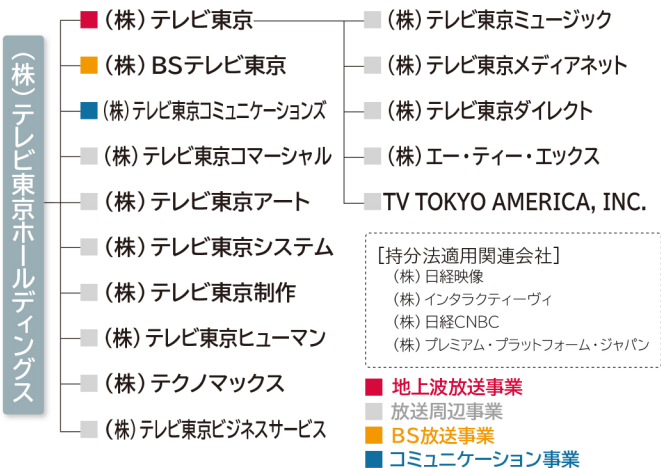 (株)テレビ東京ホールディングス
(株)テレビ東京
(株)BSテレビ東京
(株)テレビ東京コミュニケーションズ
(株)テレビ東京コマーシャル
(株)テレビ東京アート
(株)テレビ東京システム
(株)テレビ東京制作
(株)テレビ東京ヒューマン
(株)テクノマックス
(株)テレビ東京ビジネスサービス
(株)テレビ東京ミュージック
(株)テレビ東京メディアネット
(株)テレビ東京ダイレクト
(株)エー・ティー・エックス
TV TOKYO AMERICA, INC.
[持分法適用関連会社]
(株)日経映像
(株)インタラクティーヴィ
(株)日経CNBC
(株)プレミアム・プラットフォーム・ジャパン
地上波放送事業
放送周辺事業
BS放送事業
コミュニケーション事業